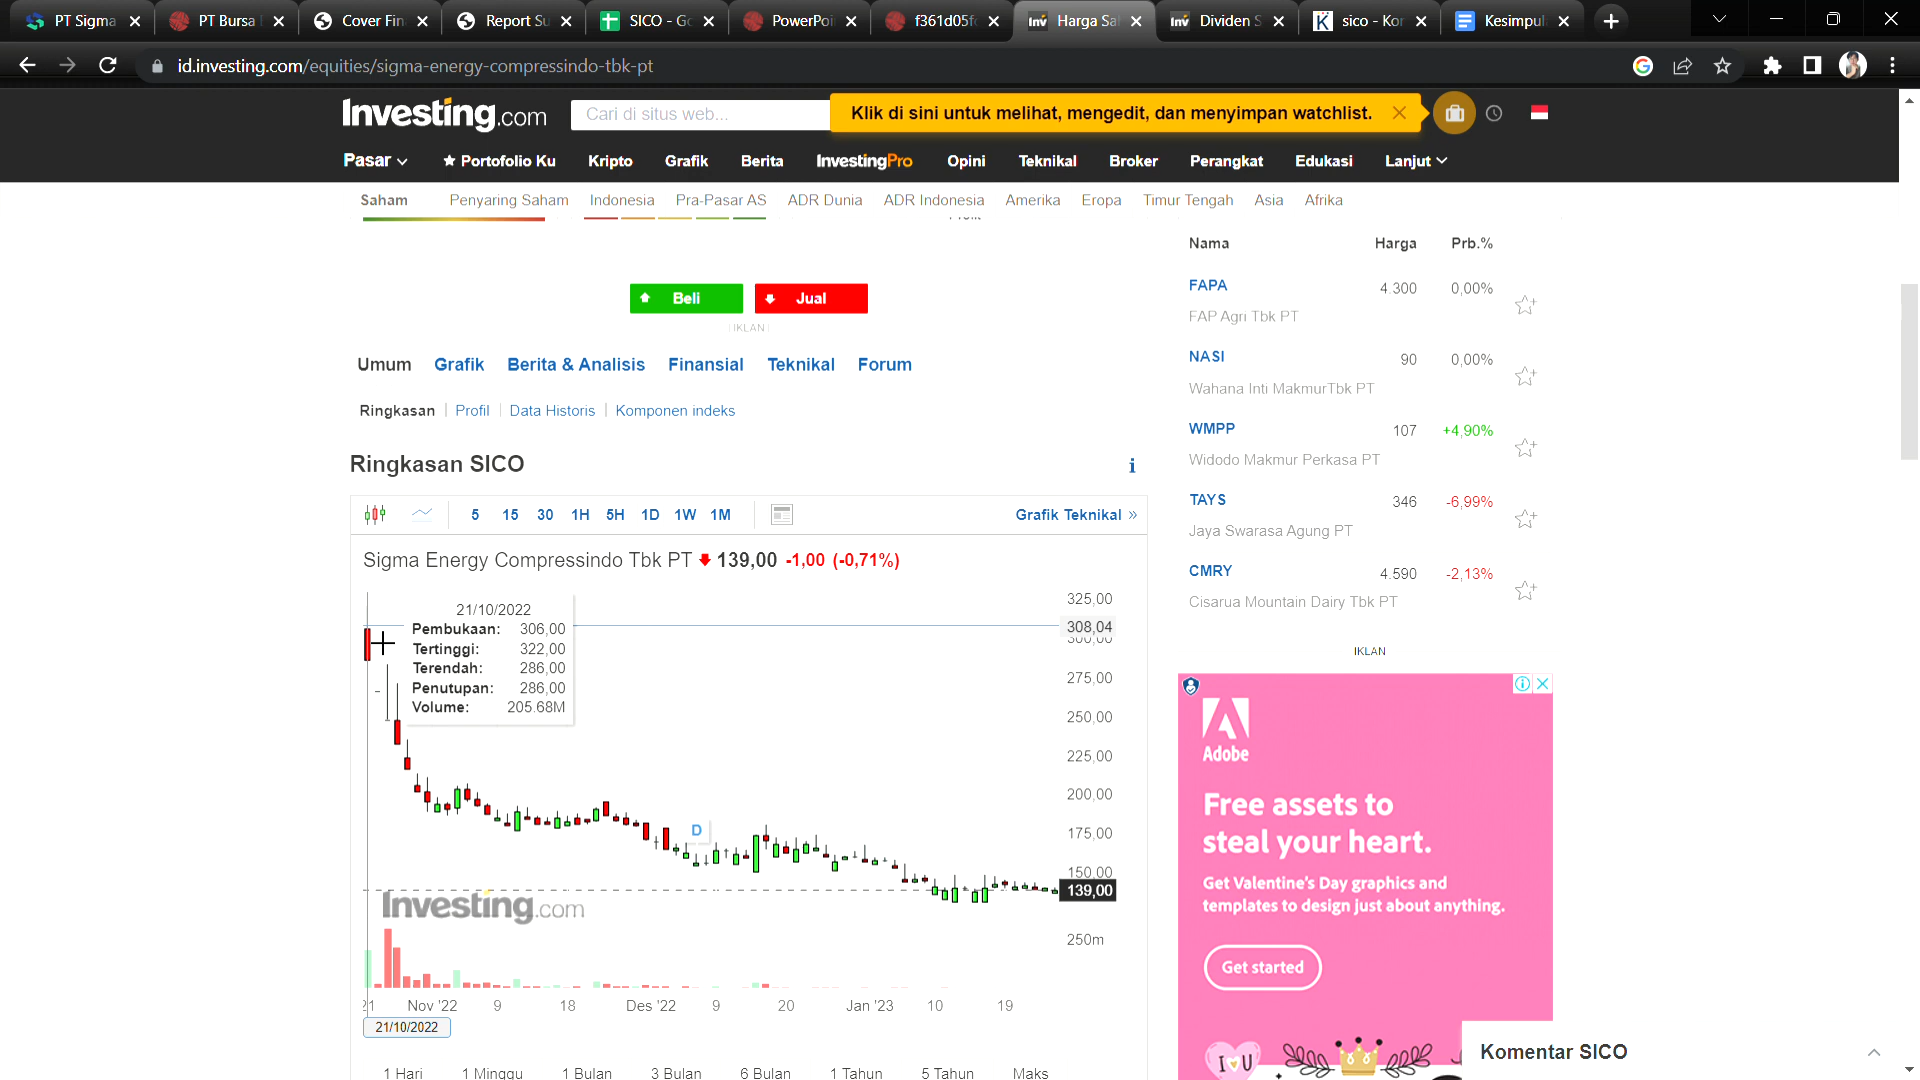 PT Sigma
PT Bursa
Cover Fin
Report Su
SICO - Go
PowerPoi
f361d05f
Harga Sa
Dividen S
sico - Kor
Kesimpul
id.investing.com/equities/sigma-energy-compressindo-tbk-pt
Investing.com
Cari di situs web...
Klik di sini untuk melihat, mengedit, dan menyimpan watchlist.
Pasar
Portofolio Ku
Kripto
Grafik
Berita
InvestingPro
Opini
Teknikal
Broker
Perangkat
Edukasi
Lanjut
Saham
Penyaring Saham
Indonesia
Pra-Pasar AS
ADR Dunia
ADR Indonesia
Amerika
Eropa
Timur Tengah
Asia
Afrika
Beli
Jual
IKLAN
Umum
Grafik
Berita & Analisis
Finansial
Teknikal
Forum
Ringkasan
Profil
Data Historis
Komponen indeks
Ringkasan SICO
5 15 30 1H 5H 1D 1W 1M
Grafik Teknikal »
Sigma Energy Compressindo Tbk PT 139,00 -1,00 (-0,71%)
21/10/2022
Pembukaan: 306,00
Tertinggi: 322,00
Terendah: 286,00
Penutupan: 286,00
Volume: 205.68M
325,00
308,04
300,00
275,00
250,00
225,00
200,00
175,00
150,00
139,00
250m
D
Investing.com
21 Nov '22 9 18 Des '22 9 20 Jan '23 10 19
21/10/2022
1 Hari 1 Minggu 1 Bulan 3 Bulan 6 Bulan 1 Tahun 5 Tahun Maks
Nama Harga Prb.%
FAPA 4.300 0,00%
FAP Agri Tbk PT
NASI 90 0,00%
Wahana Inti MakmurTbk PT
WMPP 107 +4,90%
Widodo Makmur Perkasa PT
TAYS 346 -6,99%
Jaya Swarasa Agung PT
CMRY 4.590 -2,13%
Cisarua Mountain Dairy Tbk PT
IKLAN
Adobe
Free assets to
steal your heart.
Get Valentine's Day graphics and
templates to design just about anything.
Get started
I♥U
Komentar SICO